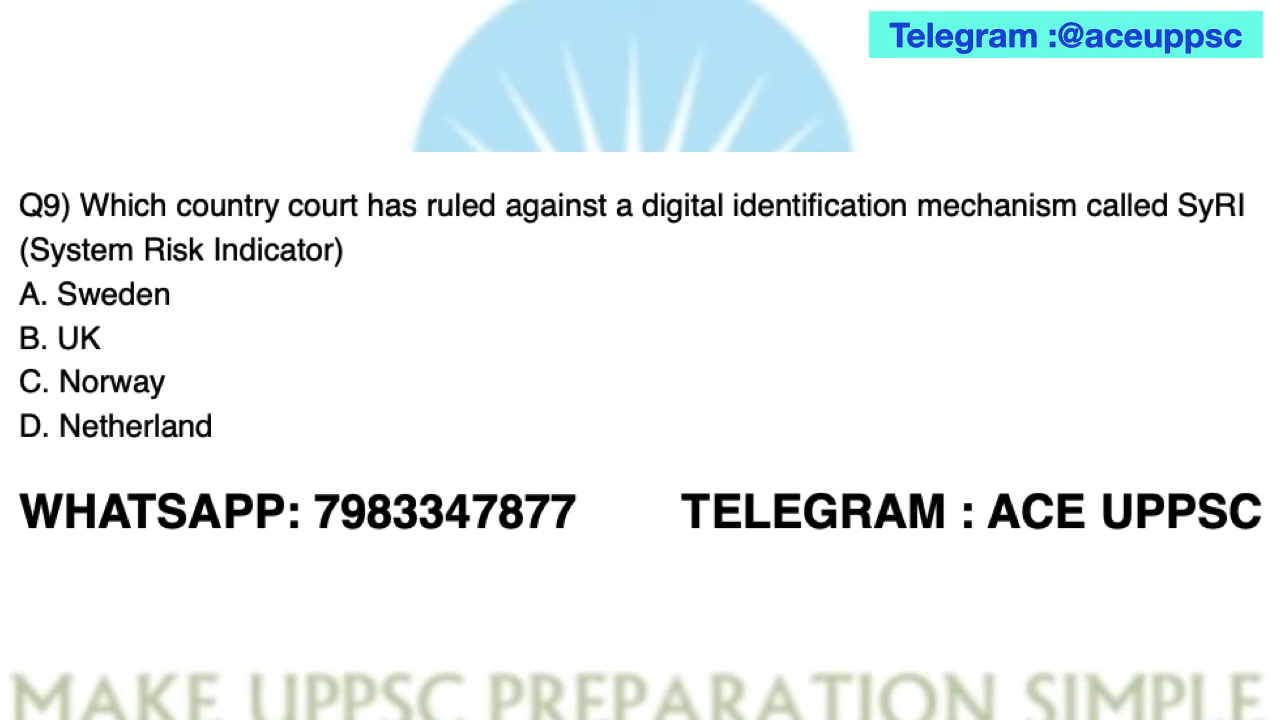 Telegram :@aceuppsc
Q9) Which country court has ruled against a digital identification mechanism called SyRI
(System Risk Indicator)
A. Sweden
B. UK
C. Norway
D. Netherland
WHATSAPP: 7983347877 TELEGRAM : ACE UPPSC
MAKE UPPSC PREPARATION SIMPLE